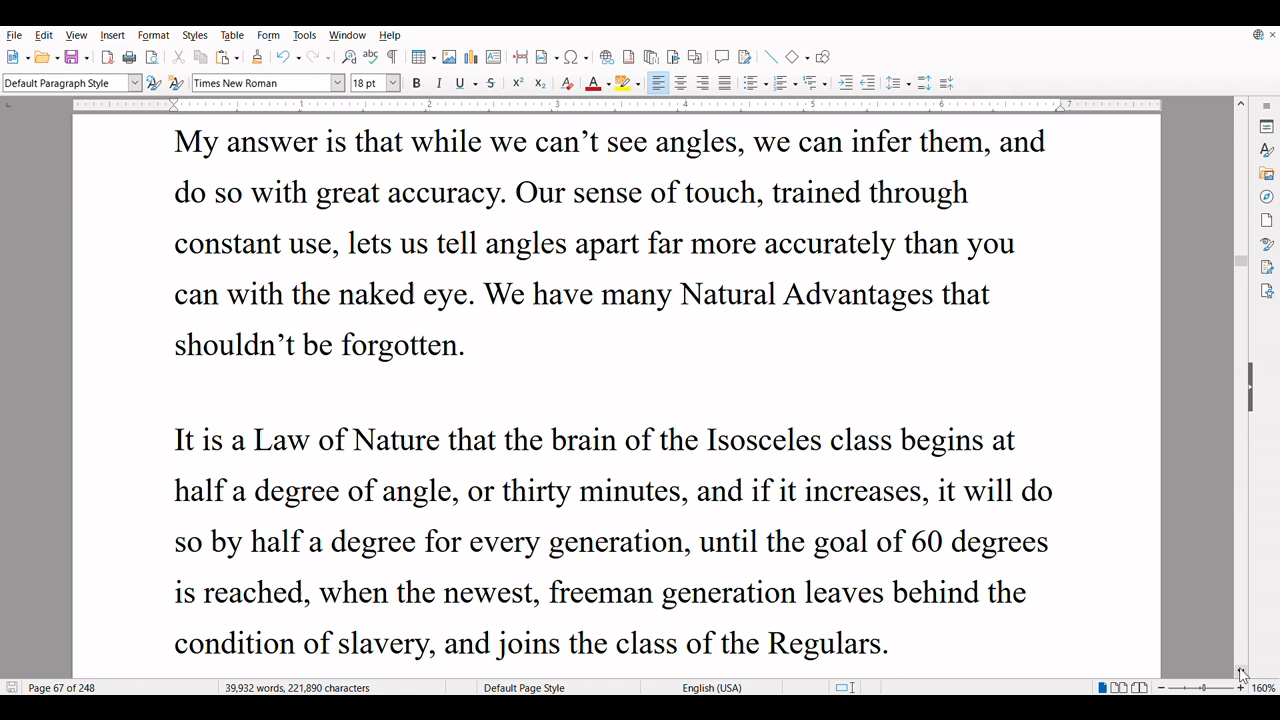 File Edit View Insert Format Styles Table Form Tools Window Help
Default Paragraph Style Times New Roman 18 pt
1 2 3 4 5 6 7
My answer is that while we can’t see angles, we can infer them, and
do so with great accuracy. Our sense of touch, trained through
constant use, lets us tell angles apart far more accurately than you
can with the naked eye. We have many Natural Advantages that
shouldn’t be forgotten.
It is a Law of Nature that the brain of the Isosceles class begins at
half a degree of angle, or thirty minutes, and if it increases, it will do
so by half a degree for every generation, until the goal of 60 degrees
is reached, when the newest, freeman generation leaves behind the
condition of slavery, and joins the class of the Regulars.
Page 67 of 248 39,932 words, 221,890 characters Default Page Style English (USA) 160%